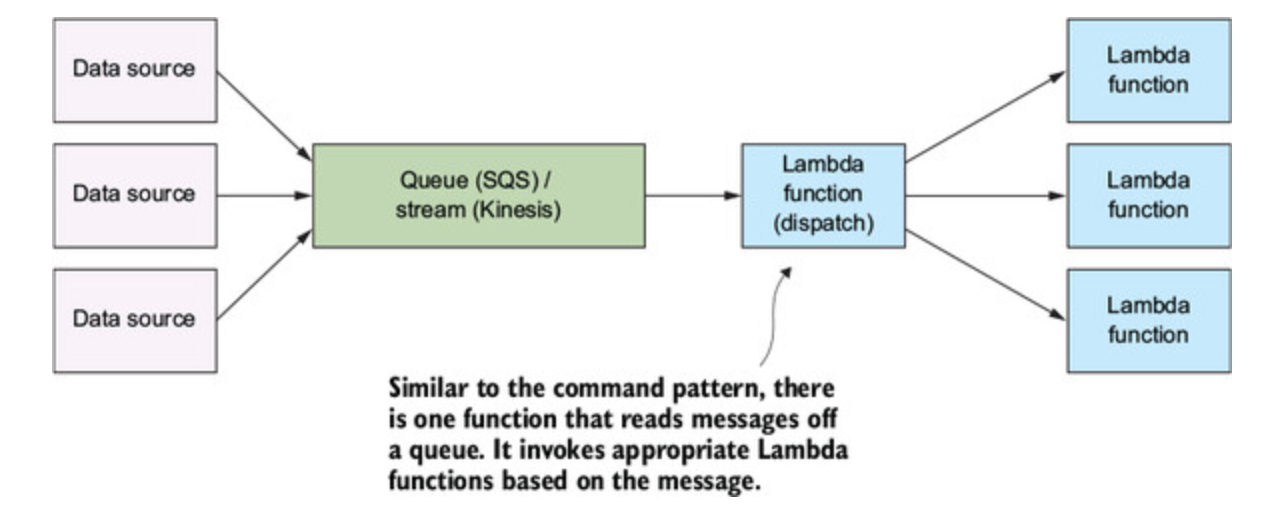 Data source
Data source
Data source
Queue (SQS) /
stream (Kinesis)
Lambda
function
(dispatch)
Lambda
function
Lambda
function
Lambda
function
Similar to the command pattern, there
is one function that reads messages off
a queue. It invokes appropriate Lambda
functions based on the message.